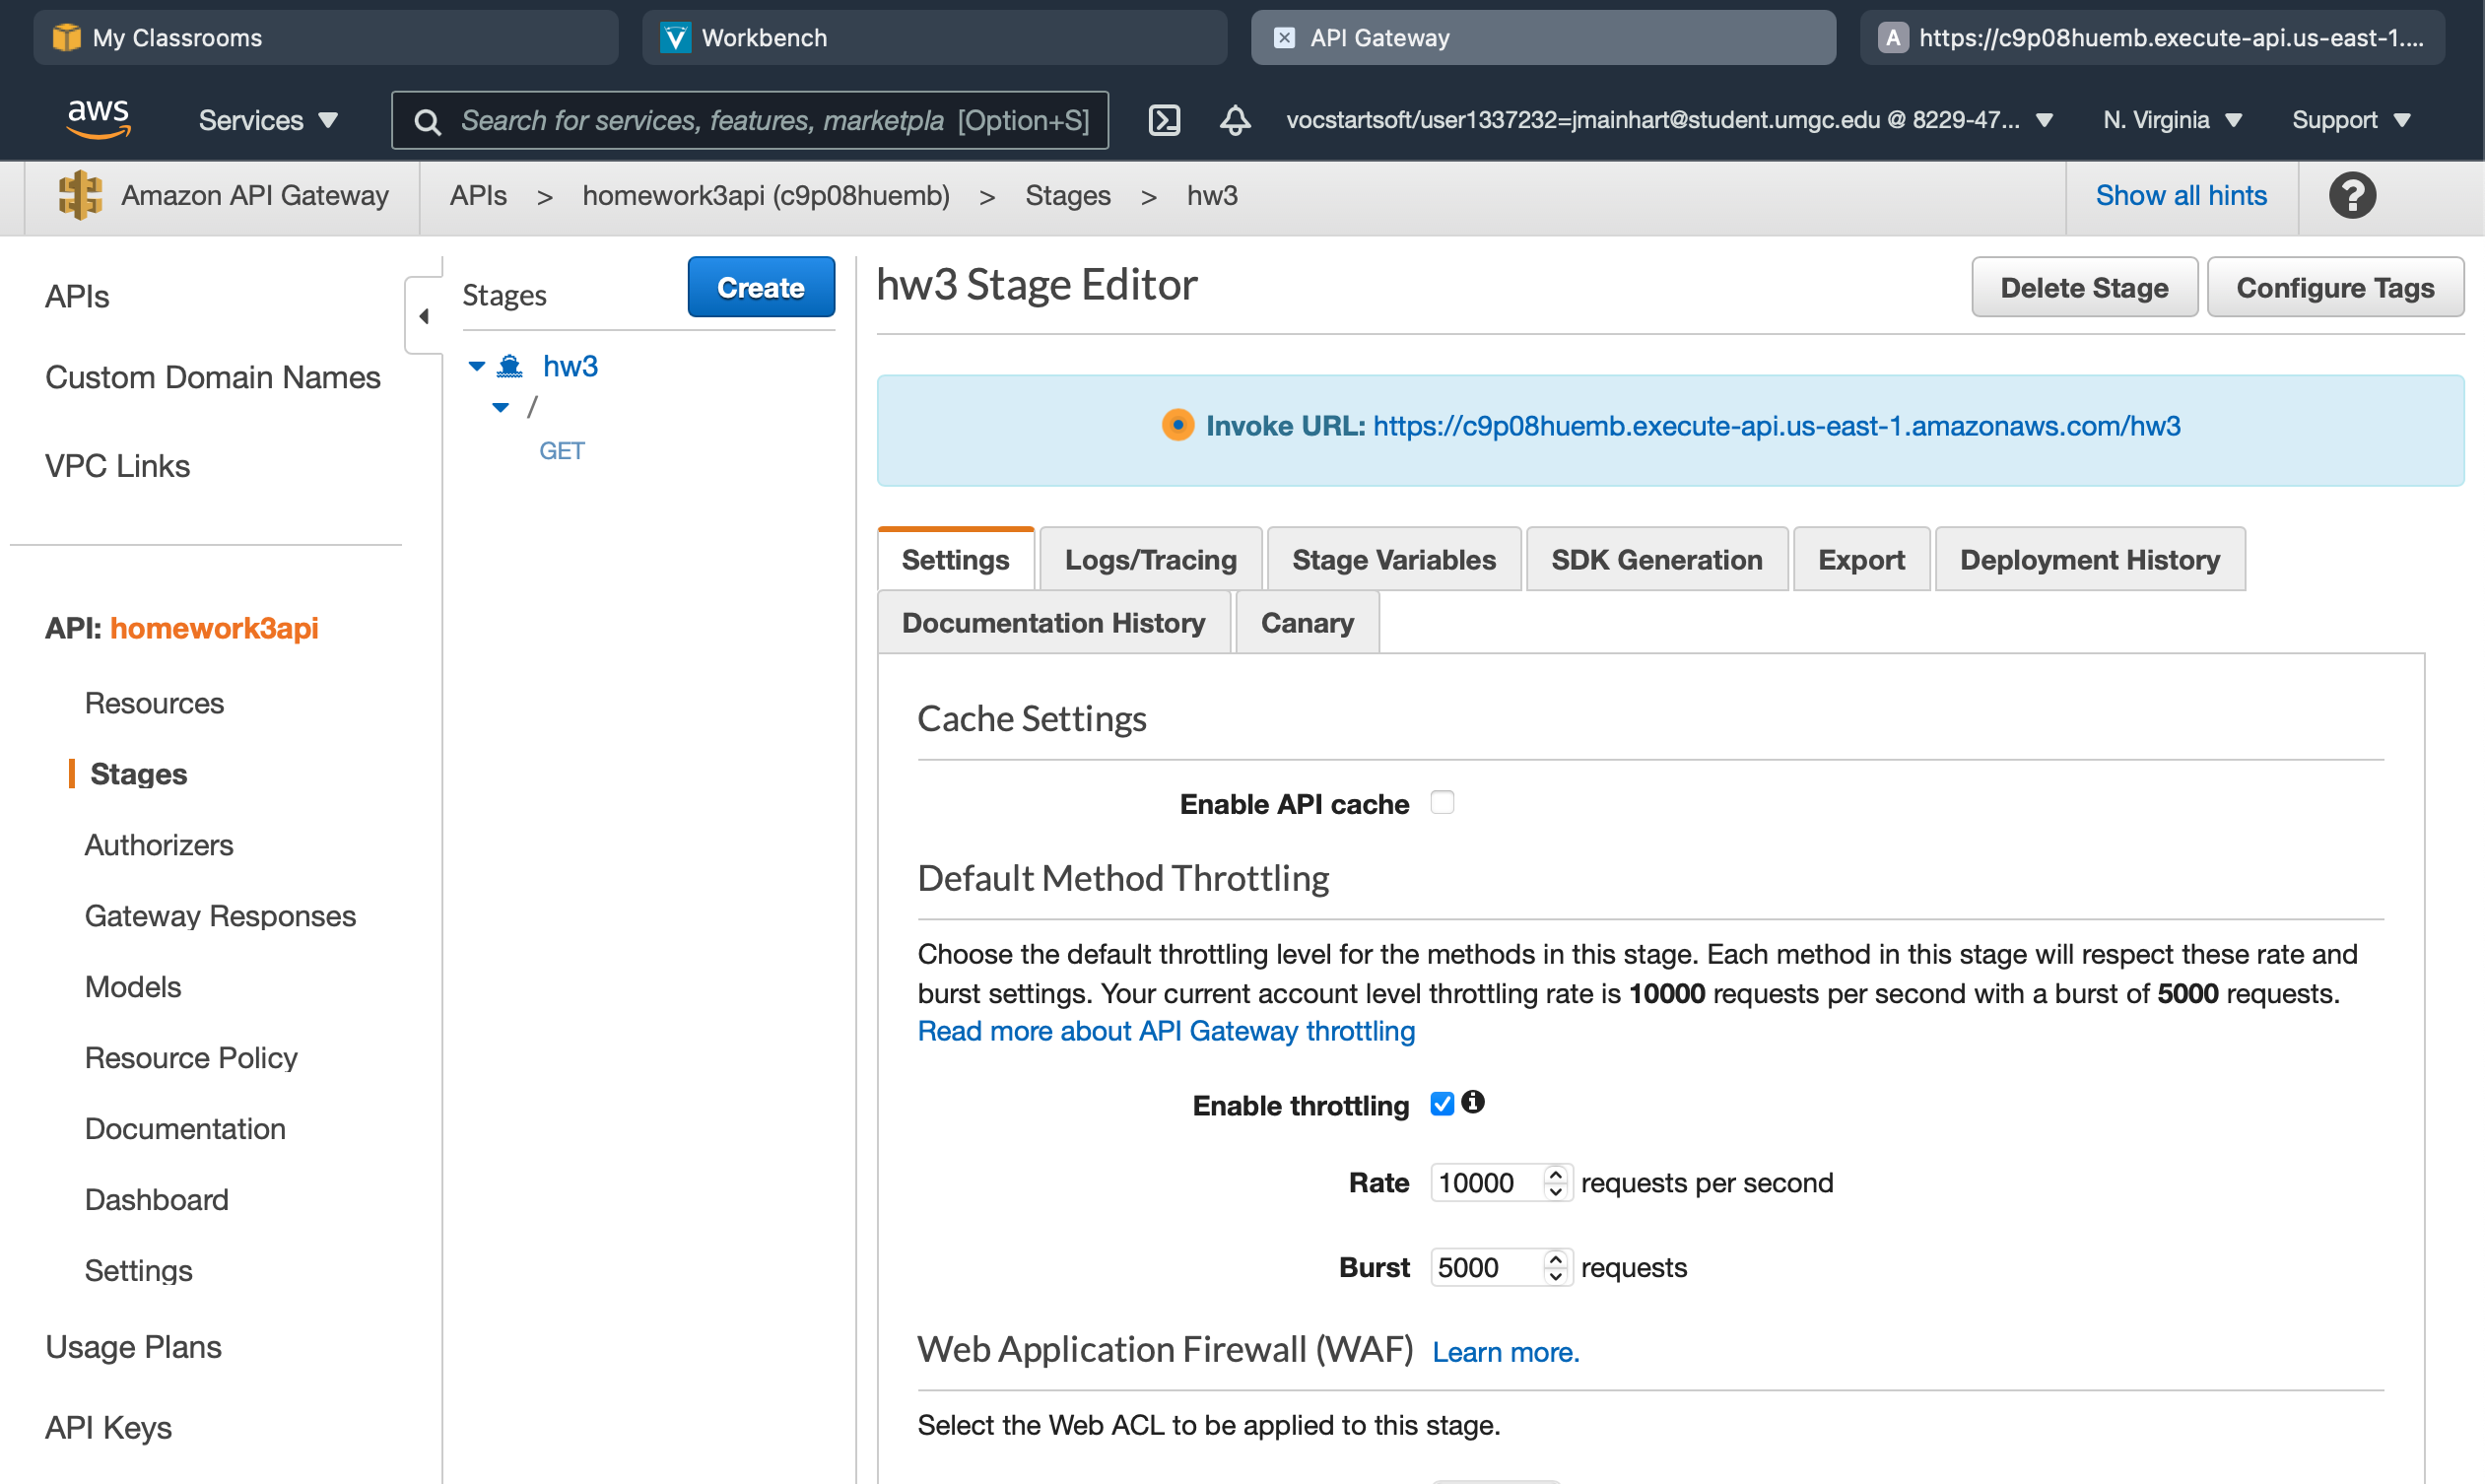 My Classrooms
Workbench
API Gateway
A https://c9p08huemb.execute-api.us-east-1....
aws
Services
Search for services, features, marketpla [Option+S]
vocstartsoft/user1337232=jmainhart@student.umgc.edu @ 8229-47...
N. Virginia
Support
Amazon API Gateway
APIs > homework3api (c9p08huemb) > Stages > hw3
Show all hints
?
APIs
Custom Domain Names
VPC Links
API: homework3api
Resources
Stages
Authorizers
Gateway Responses
Models
Resource Policy
Documentation
Dashboard
Settings
Usage Plans
API Keys
Stages
Create
hw3
/
GET
hw3 Stage Editor
Delete Stage
Configure Tags
Invoke URL: https://c9p08huemb.execute-api.us-east-1.amazonaws.com/hw3
Settings
Logs/Tracing
Stage Variables
SDK Generation
Export
Deployment History
Documentation History
Canary
Cache Settings
Enable API cache
Default Method Throttling
Choose the default throttling level for the methods in this stage. Each method in this stage will respect these rate and
burst settings. Your current account level throttling rate is 10000 requests per second with a burst of 5000 requests.
Read more about API Gateway throttling
Enable throttling
Rate 10000 requests per second
Burst 5000 requests
Web Application Firewall (WAF) Learn more.
Select the Web ACL to be applied to this stage.